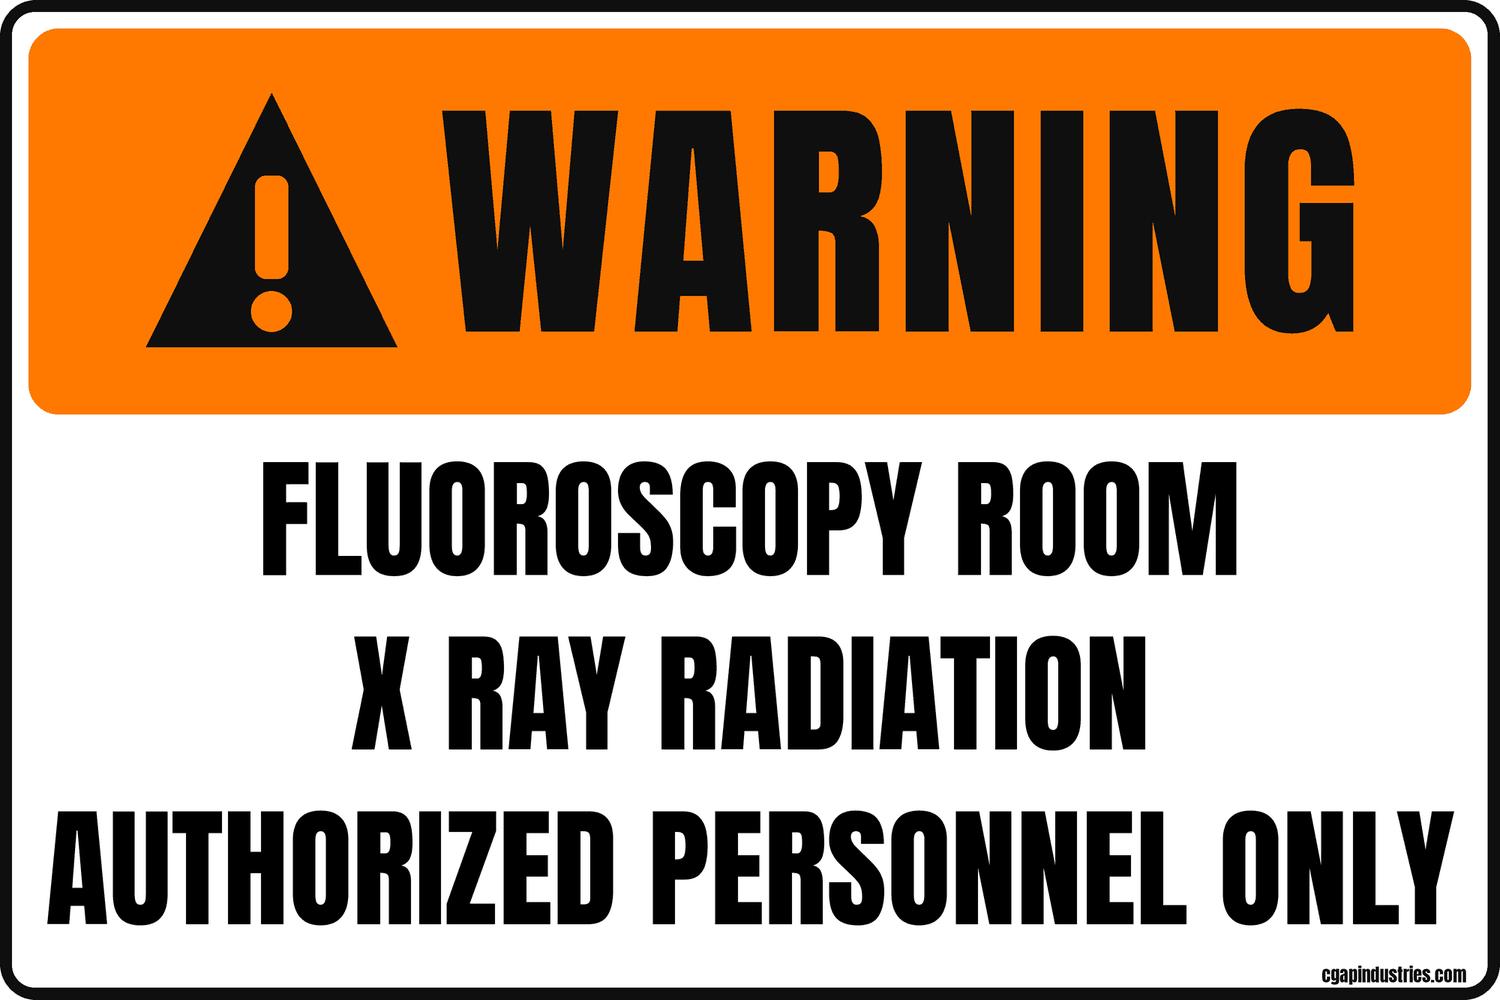 WARNING
FLUOROSCOPY ROOM
X RAY RADIATION
AUTHORIZED PERSONNEL ONLY
cgapindustries.com